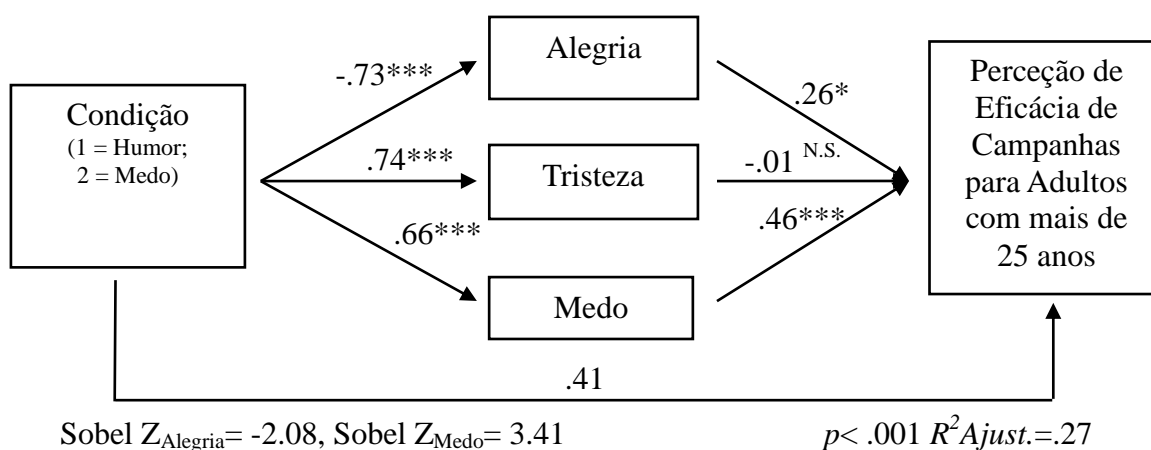 Condição
(1 = Humor;
2 = Medo)
-.73***
.74***
.66***
Alegria
Tristeza
Medo
.26*
-.01 N.S.
.46***
Perceção de
Eficácia de
Campanhas
para Adultos
com mais de
25 anos
.41
Sobel ZAlegria= -2.08, Sobel ZMedo= 3.41
p< .001 R2Ajust.=.27